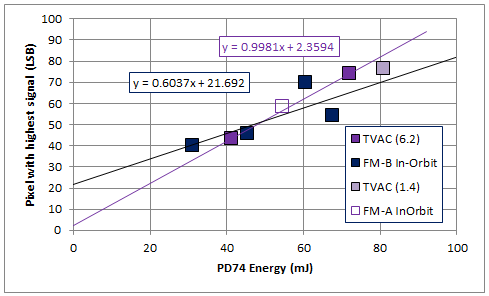 100
90
80
70
60
50
40
30
20
10
0
Pixel with highest signal (LSB)
y = 0.9981x + 2.3594
y = 0.6037x + 21.692
TVAC (6.2)
FM-B In-Orbit
TVAC (1.4)
FM-A InOrbit
0 20 40 60 80 100
PD74 Energy (mJ)